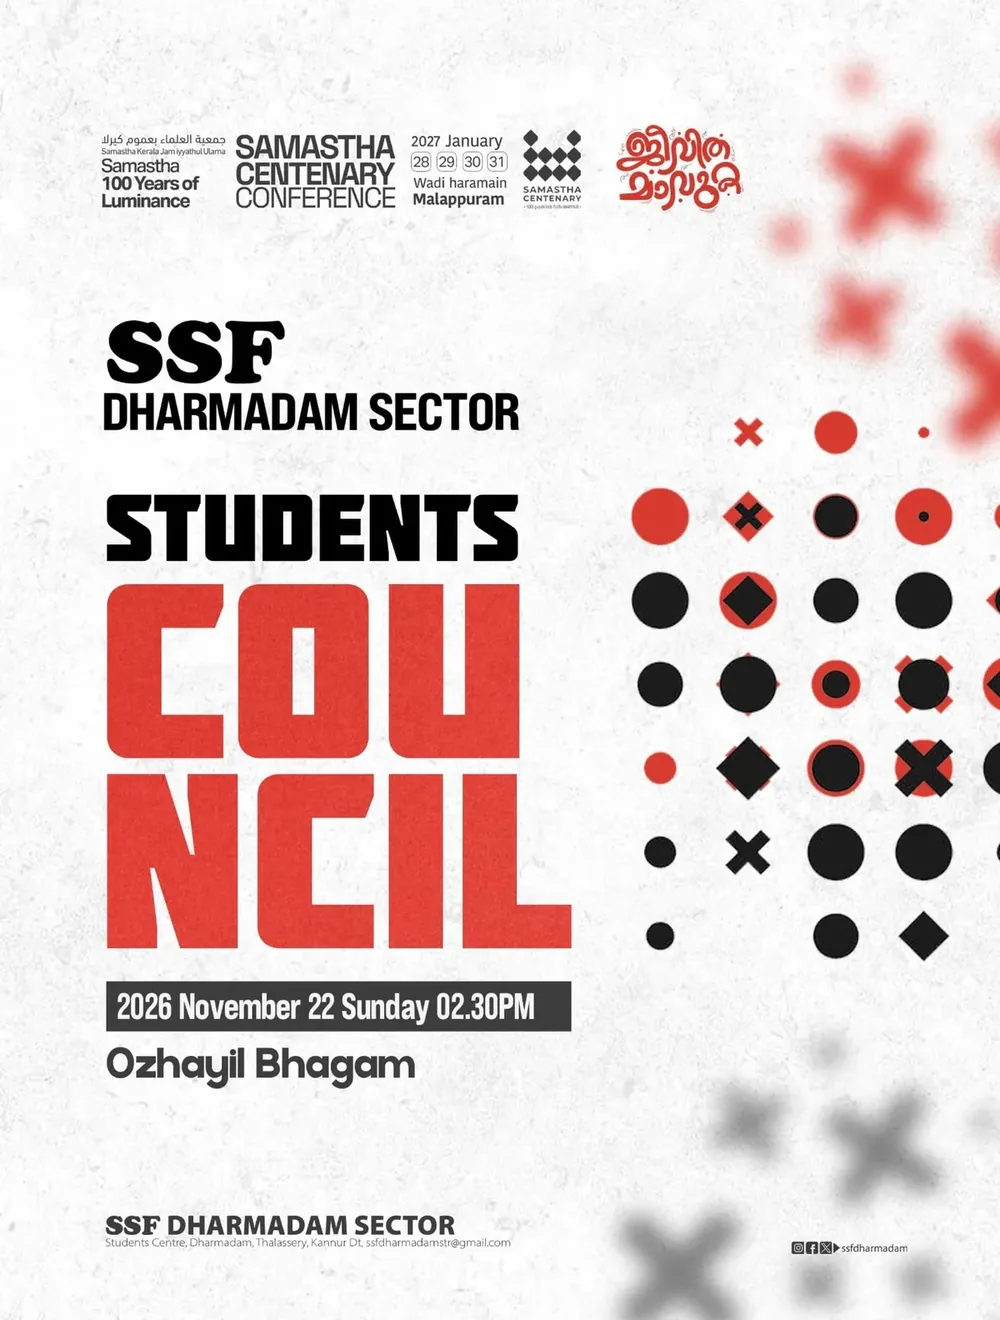 جمعية العلماء بعموم كيرلا
Samastha Kerala Jam iyyathul Ulama
Samastha
100 Years of
Luminance
SAMASTHA
CENTENARY
CONFERENCE
2027 January
28 29 30 31
Wadi haramain
Malappuram
SAMASTHA
CENTENARY
ജീവിത
മാവുറ്റ
SSF
DHARMADAM SECTOR
STUDENTS
COU
NCIL
2026 November 22 Sunday 02.30PM
Ozhayil Bhagam
SSF DHARMADAM SECTOR
Students Centre, Dharmadam, Thalassery, Kannur Dt, ssfdharmadamstr@gmail.com
ssfdharmadam